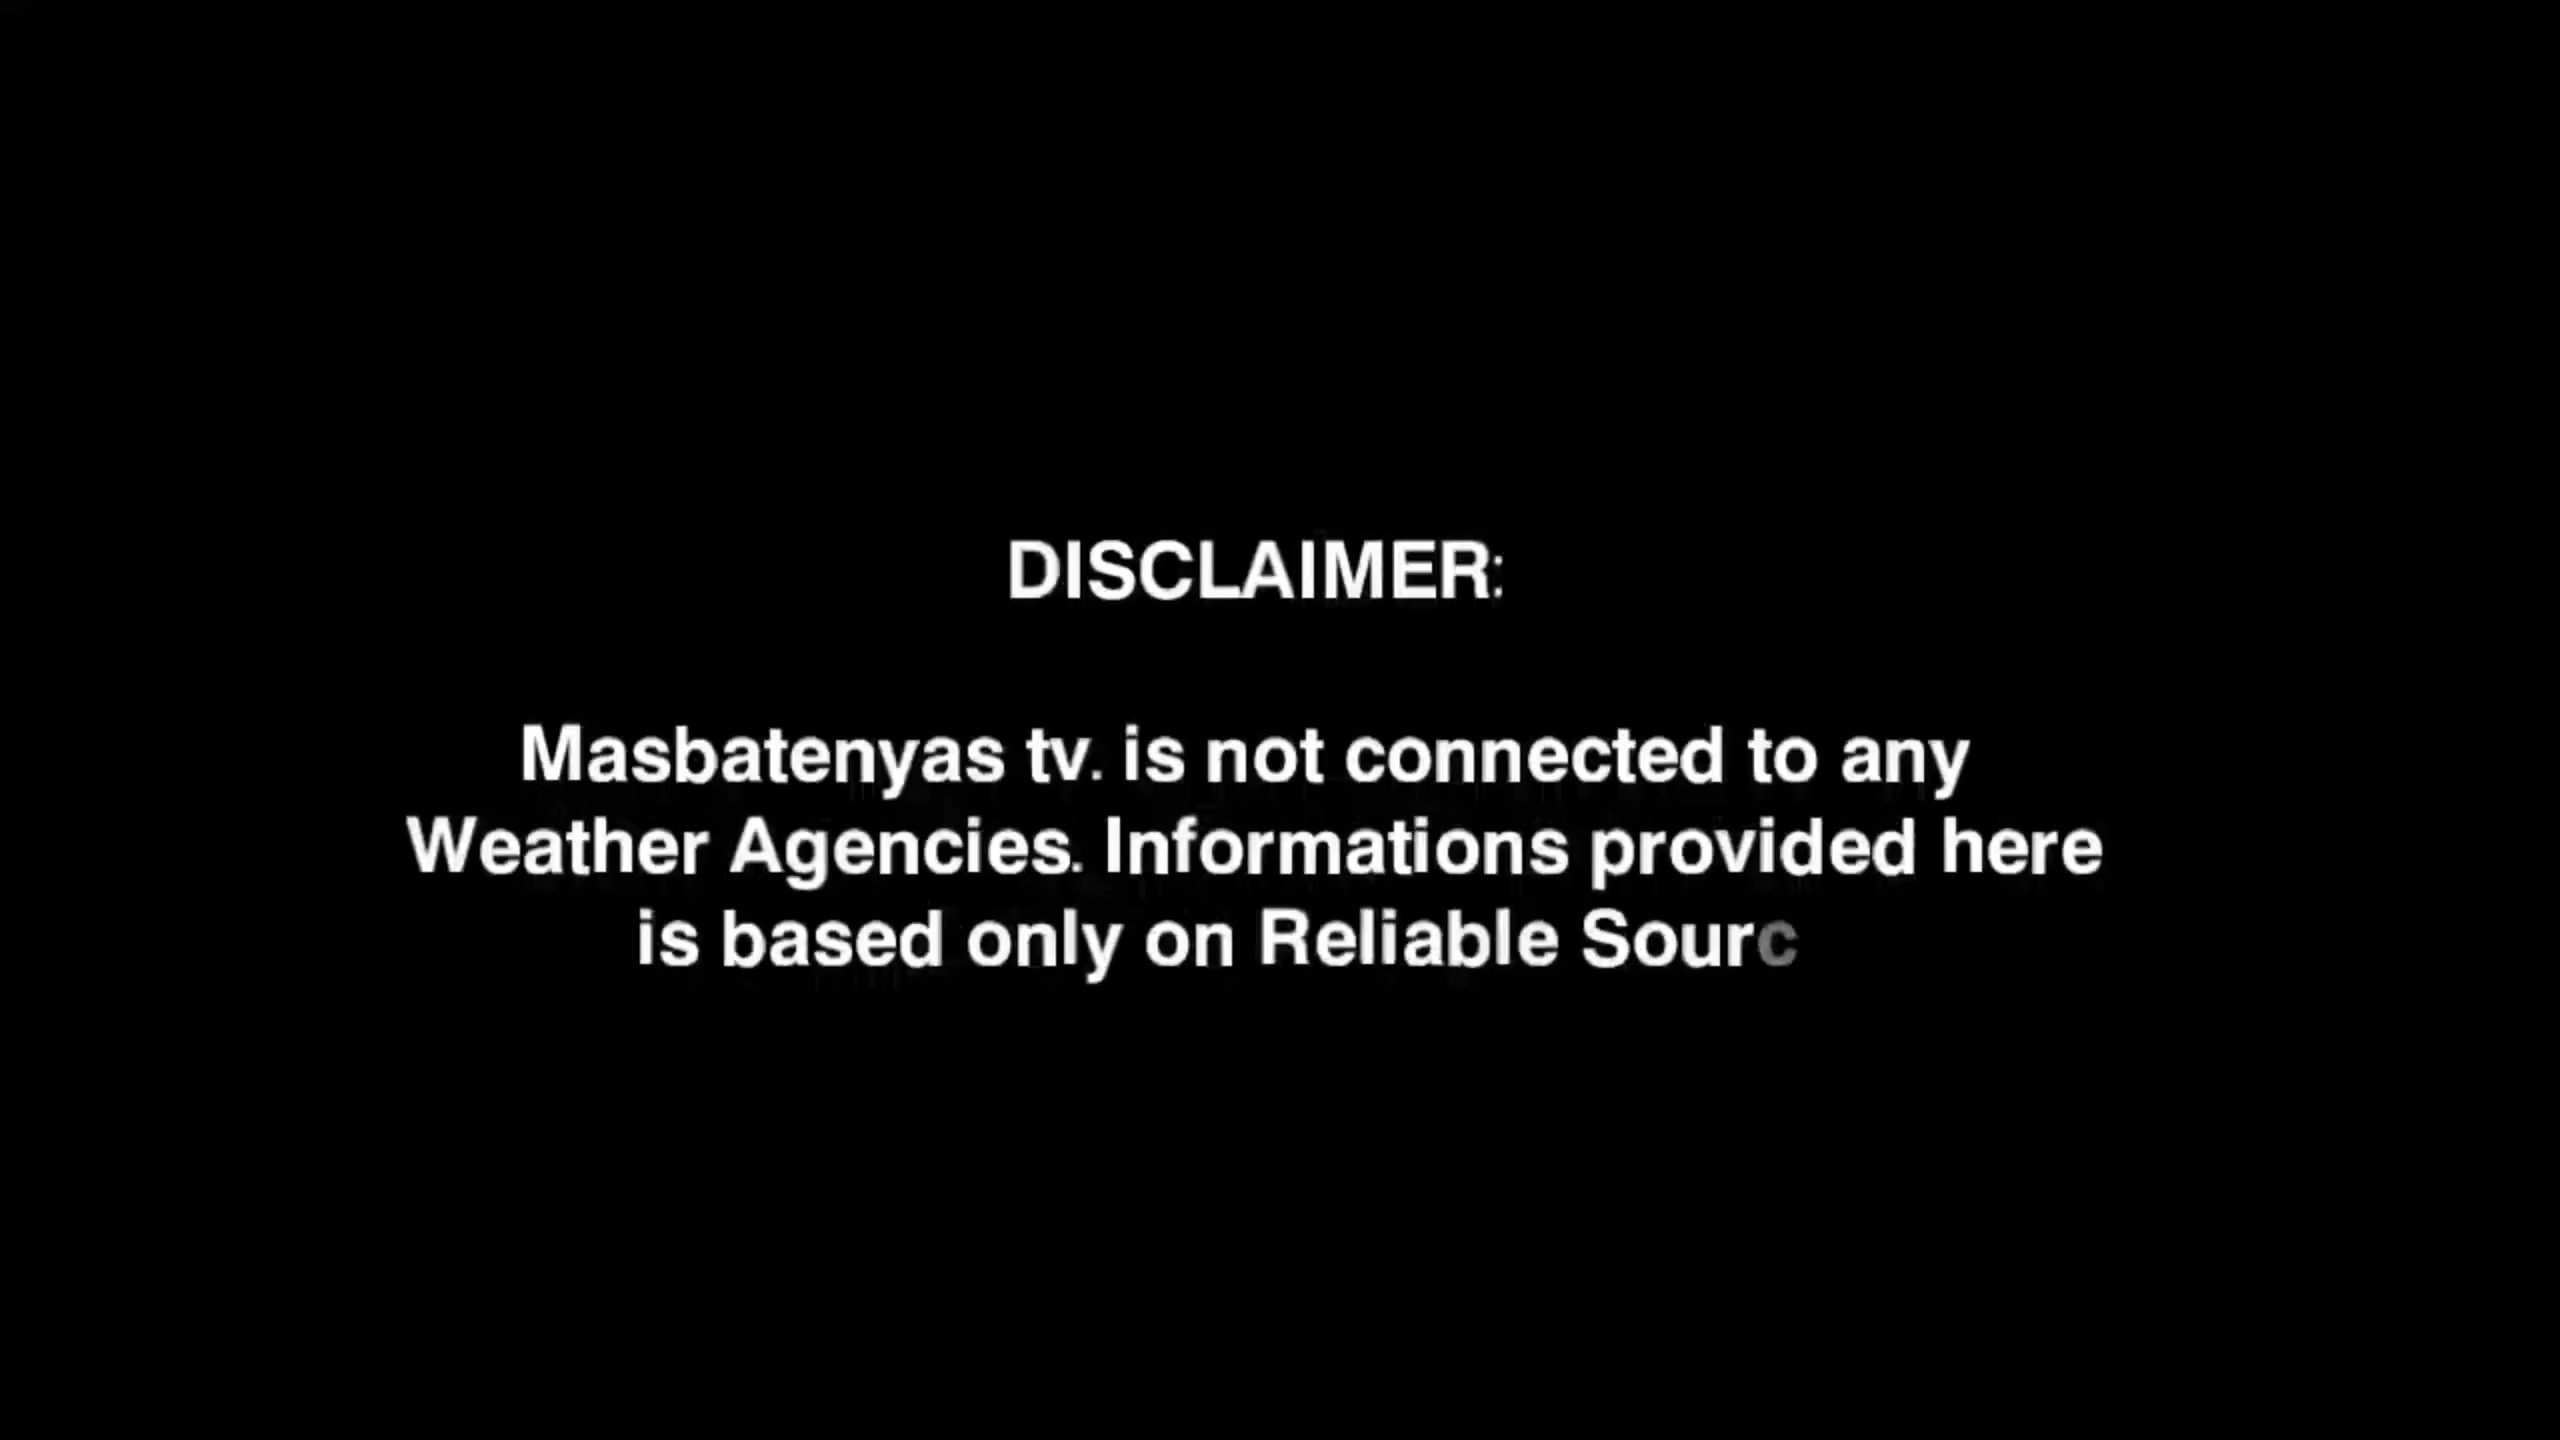 DISCLAIMER:
Masbatenyas tv. is not connected to any
Weather Agencies. Informations provided here
is based only on Reliable Sourc